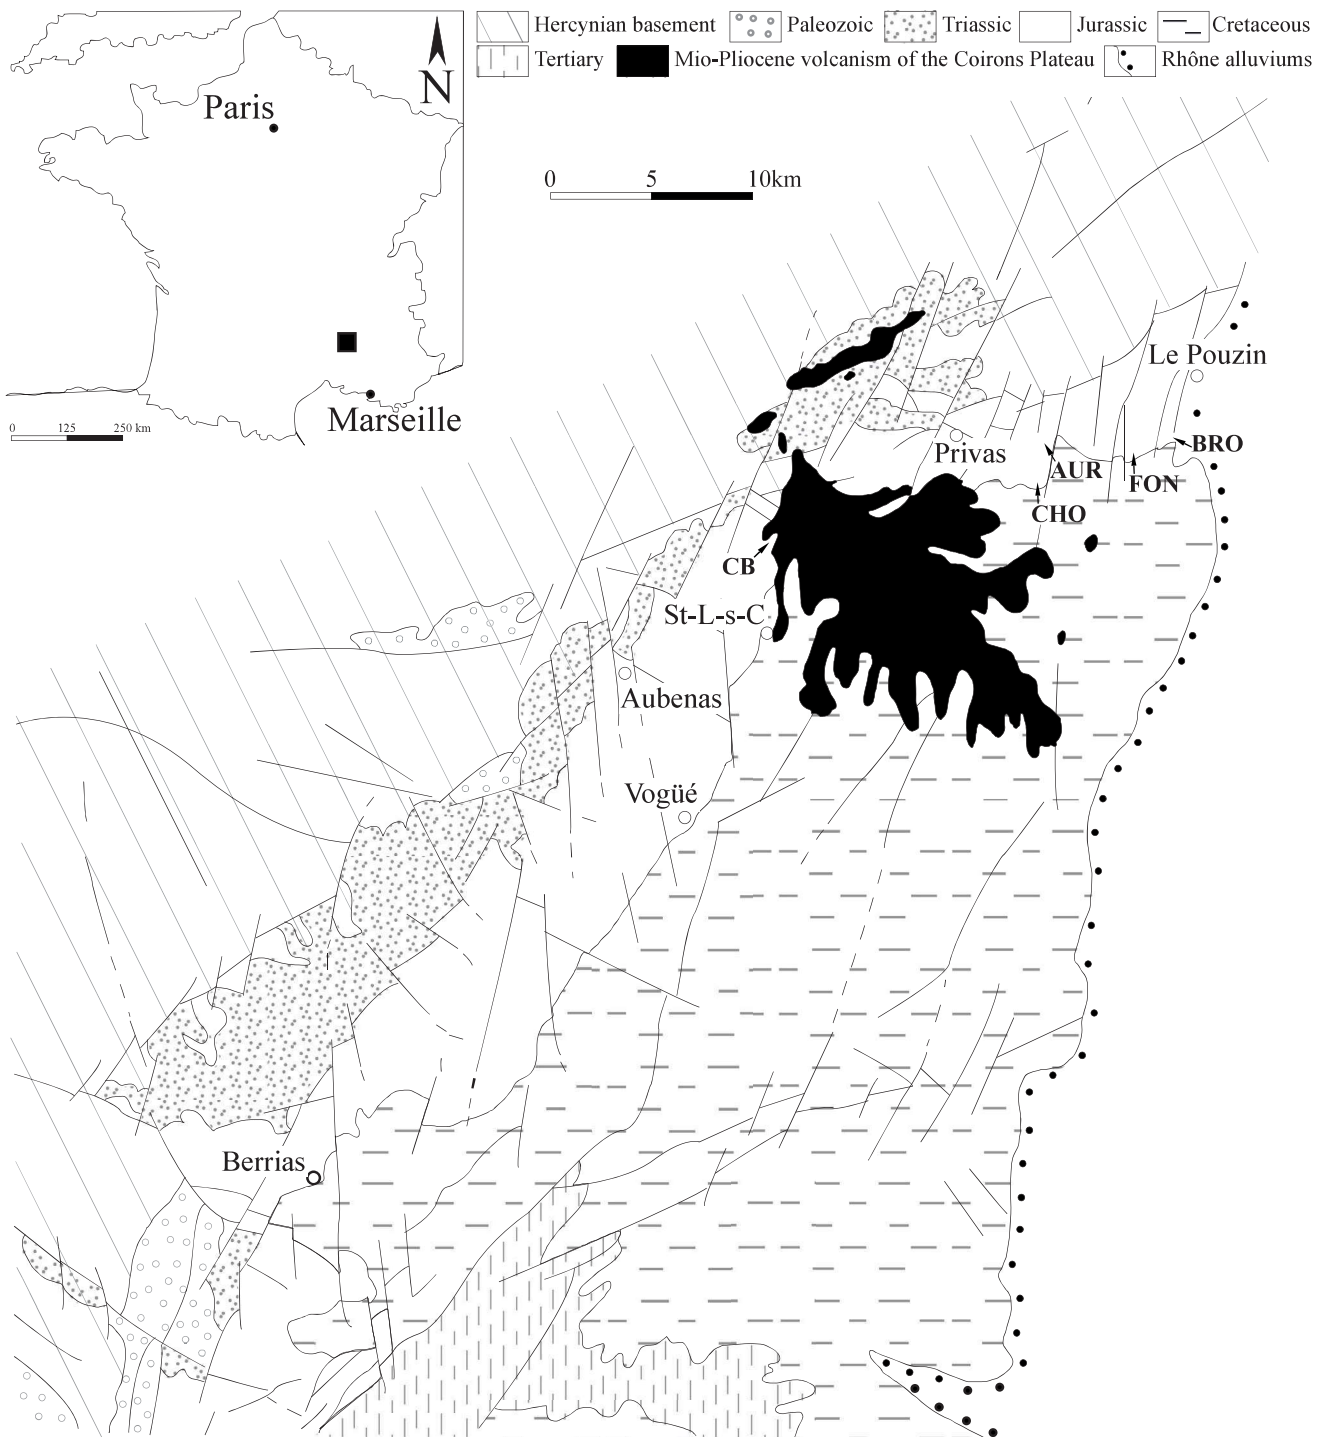 Hercynian basement
Paleozoic
Triassic
Jurassic
Cretaceous
Tertiary
Mio-Pliocene volcanism of the Coirons Plateau
Rhône alluviums
N
Paris
Marseille
0 125 250 km
0 5 10km
Le Pouzin
Privas
BRO
AUR
FON
CHO
CB
St-L-s-C
Aubenas
Vogüé
Berrias